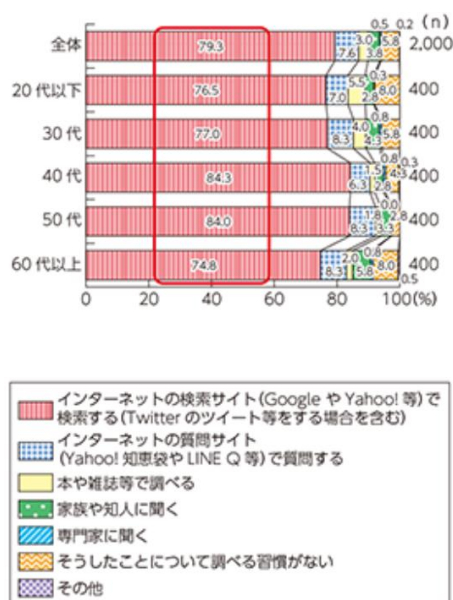 0.5 0.2 (n)
全体 79.3 7.6 3.0 3.8 5.8 2,000
20代以下 76.5 7.0 5.5 2.8 0.3 8.0 400
30代 77.0 8.3 4.0 4.3 0.8 5.8 400
40代 84.3 6.3 1.5 2.8 0.8 4.3 0.3 400
50代 84.0 8.3 1.8 3.3 0.0 2.8 400
60代以上 74.8 8.3 2.0 5.8 0.8 8.0 0.5 400
0 20 40 60 80 100(%)
インターネットの検索サイト(Google や Yahoo! 等)で
検索する(Twitter のツイート等をする場合を含む)
インターネットの質問サイト
(Yahoo! 知恵袋や LINE Q 等)で質問する
本や雑誌等で調べる
家族や知人に聞く
専門家に聞く
そうしたことについて調べる習慣がない
その他